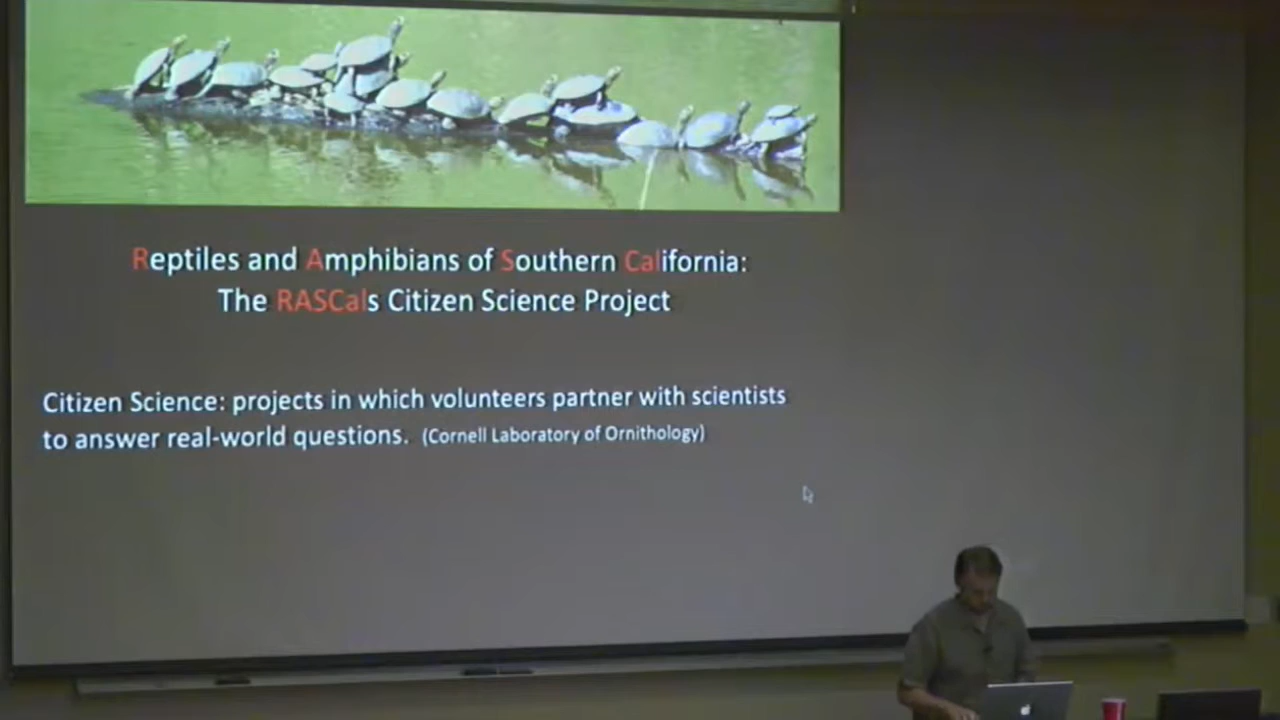 Reptiles and Amphibians of Southern California:
The RASCals Citizen Science Project
Citizen Science: projects in which volunteers partner with scientists
to answer real-world questions. (Cornell Laboratory of Ornithology)